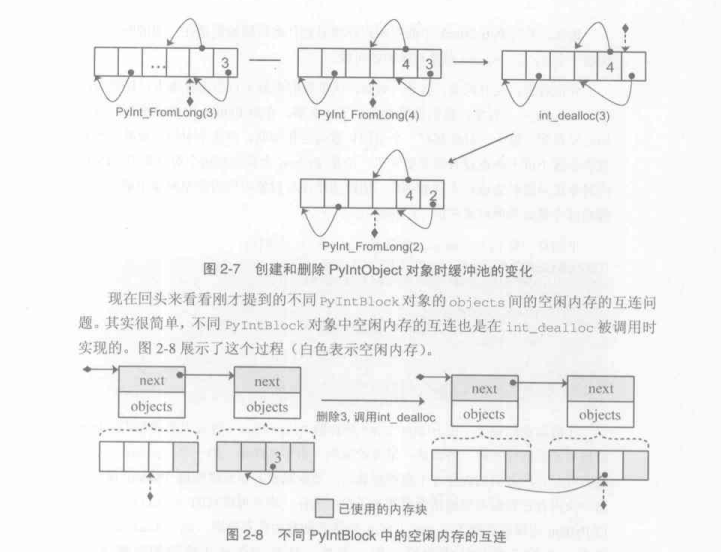 ... 3 4 3 4
PyInt_FromLong(3) PyInt_FromLong(4) int_dealloc(3)
4 2
PyInt_FromLong(2)
图 2-7 创建和删除 PyIntObject 对象时缓冲池的变化
现在回头来看看刚才提到的不同 PyIntBlock 对象的 objects 间的空闲内存的互连问
题。其实很简单，不同 PyIntBlock 对象中空闲内存的互连也是在 int_dealloc 被调用时
实现的。图 2-8 展示了这个过程（白色表示空闲内存）。
next next next next
objects objects 删除3, 调用int_dealloc objects objects
3
已使用的内存块
图 2-8 不同 PyIntBlock 中的空闲内存的互连